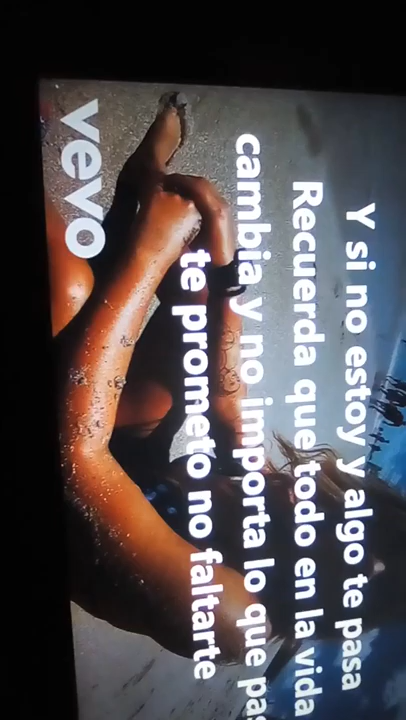 Y si no estoy y algo te pasa
Recuerda que todo en la vida
cambia y no importa lo que pas
te prometo no faltarte
vevo